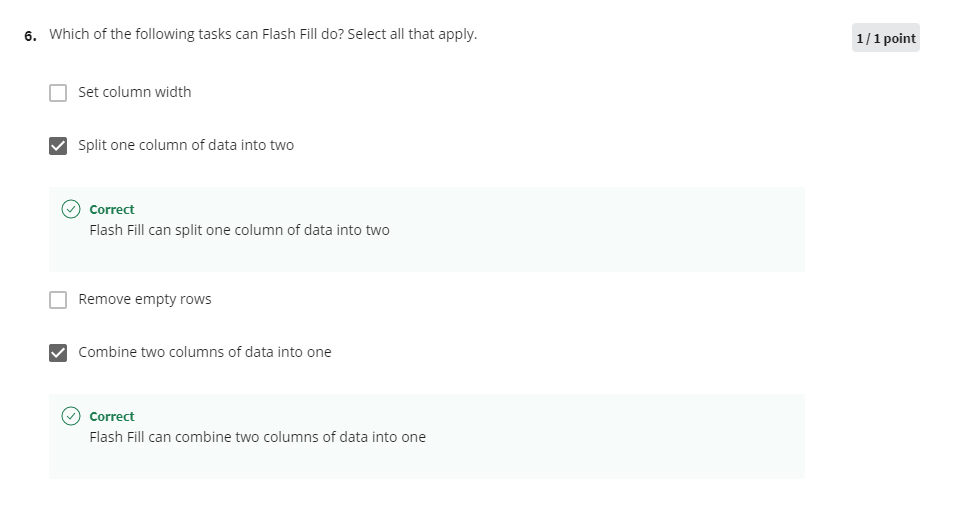 6. Which of the following tasks can Flash Fill do? Select all that apply.
1 / 1 point
Set column width
Split one column of data into two
Correct
Flash Fill can split one column of data into two
Remove empty rows
Combine two columns of data into one
Correct
Flash Fill can combine two columns of data into one